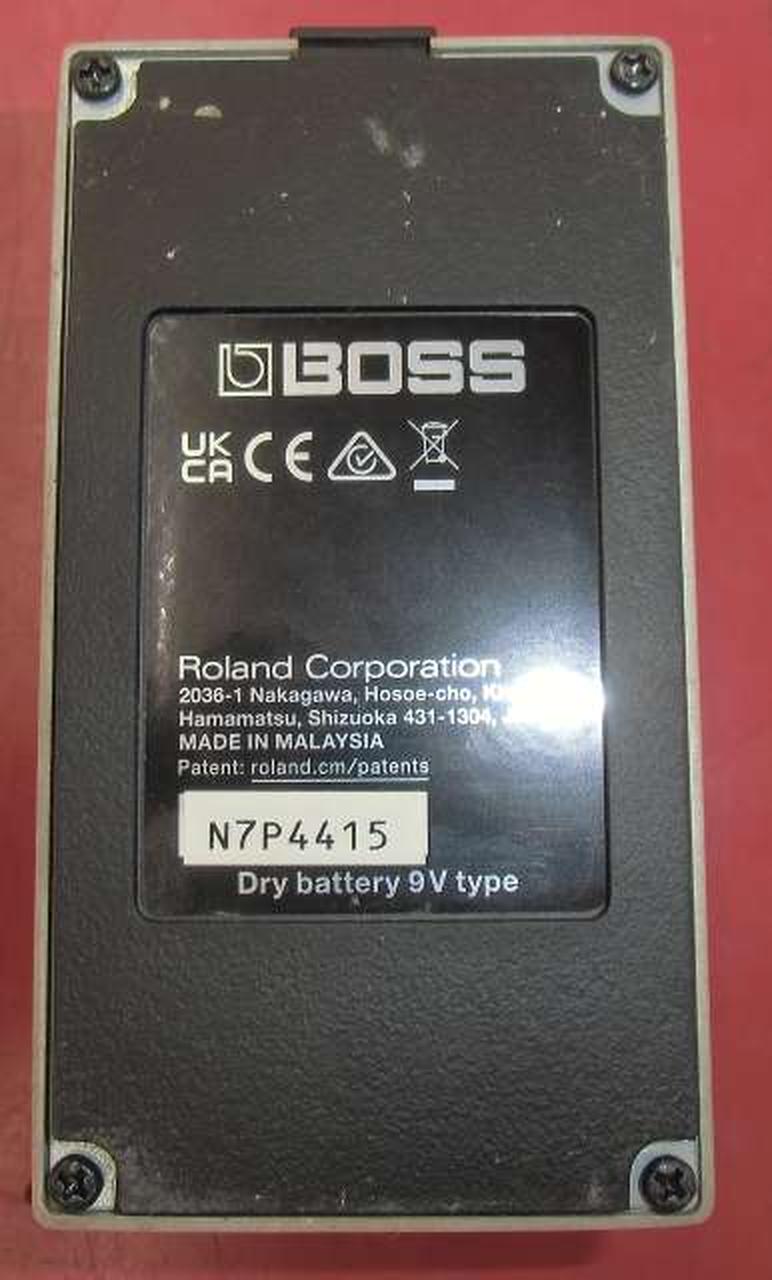 BOSS
UK
CA CE
Roland Corporation
2036-1 Nakagawa, Hosoe-cho,
Hamamatsu, Shizuoka 431-1304,
MADE IN MALAYSIA
Patent: roland.cm/patents
N7P4415
Dry battery 9V type